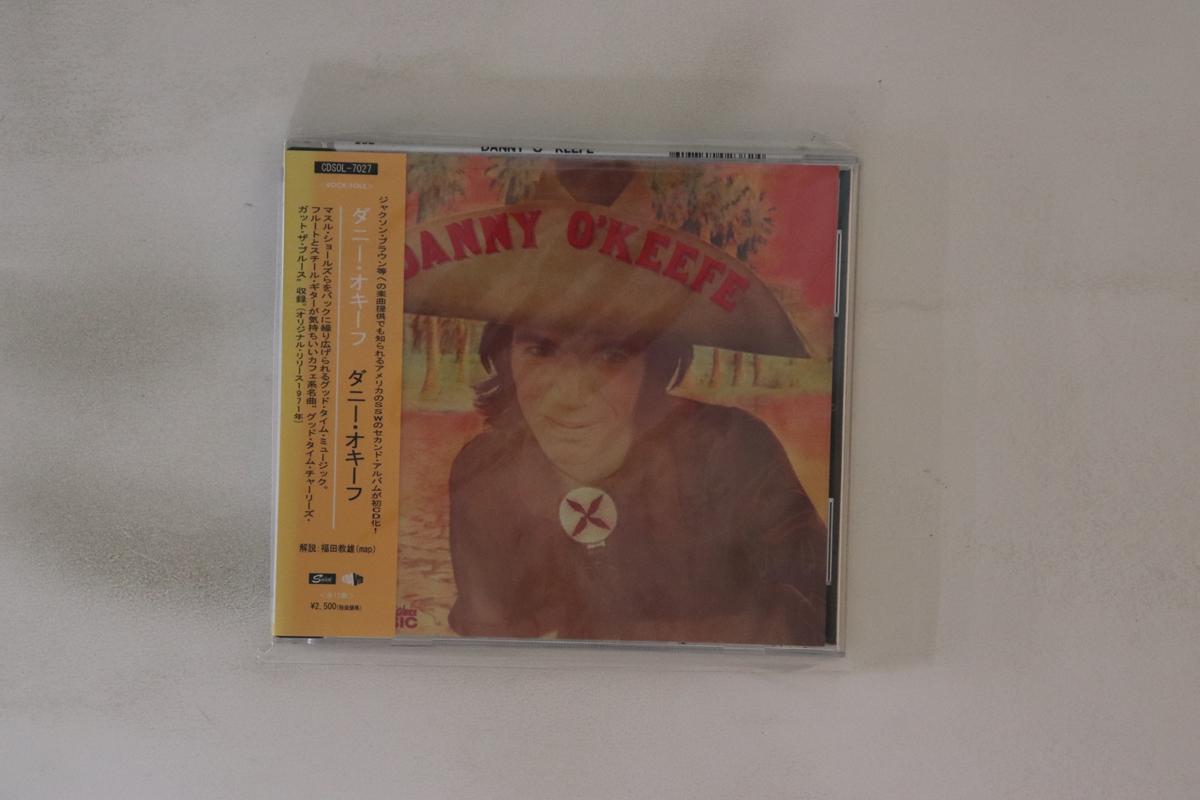 DANNY O' KEEFE
CDSOL-7027
<ROCK/FOLK>
ジャクソン・ブラウン等への楽曲提供でも知られるアメリカのSSWのセカンド・アルバムが初CD化！
ダニー・オキーフ ダニー・オキーフ
マスル・ショールズらをバックに繰り広げられるグッド・タイム・ミュージック。
フルートとスチール・ギターが気持ちいいカフェ系名曲“グッド・タイム・チャーリーズ・
ガット・ザ・ブルース”収録。(オリジナル・リリース1971年)
解説:福田教雄(map)
Solid
¥2,500(税抜価格)
DANNY O'KEEFE
SIC